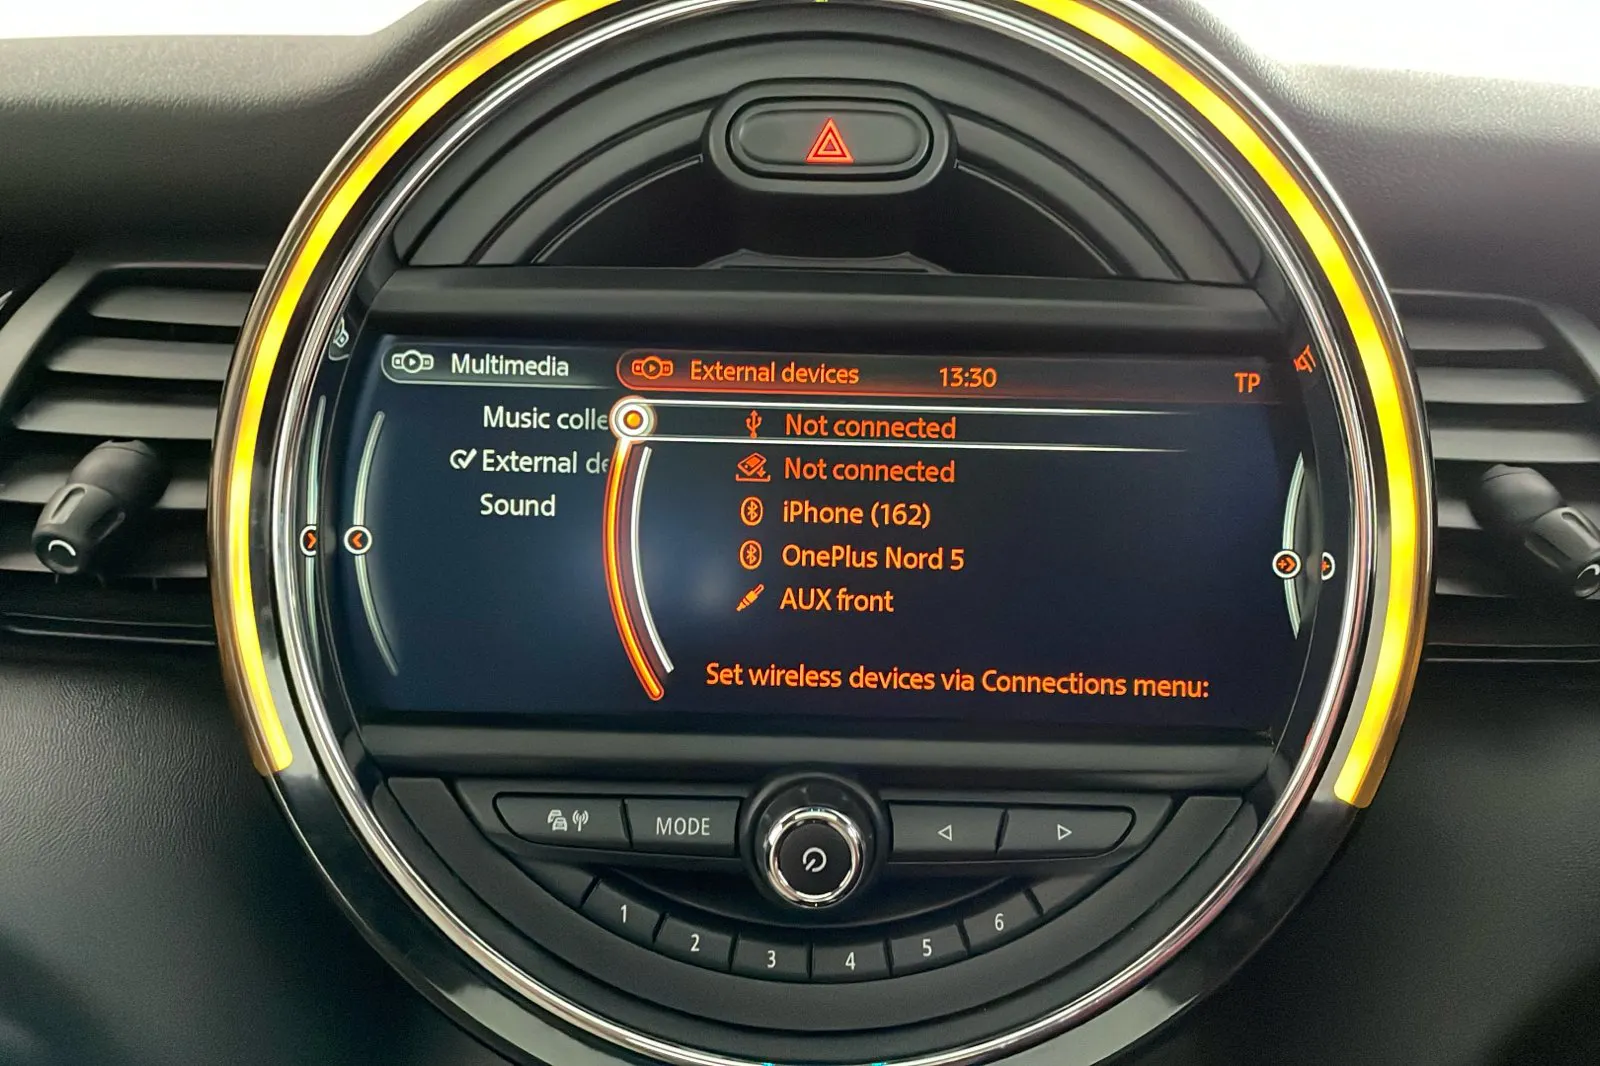 Multimedia
External devices 13:30 TP
Music colle
External de
Sound
Not connected
Not connected
iPhone (162)
OnePlus Nord 5
AUX front
Set wireless devices via Connections menu:
MODE
1 2 3 4 5 6